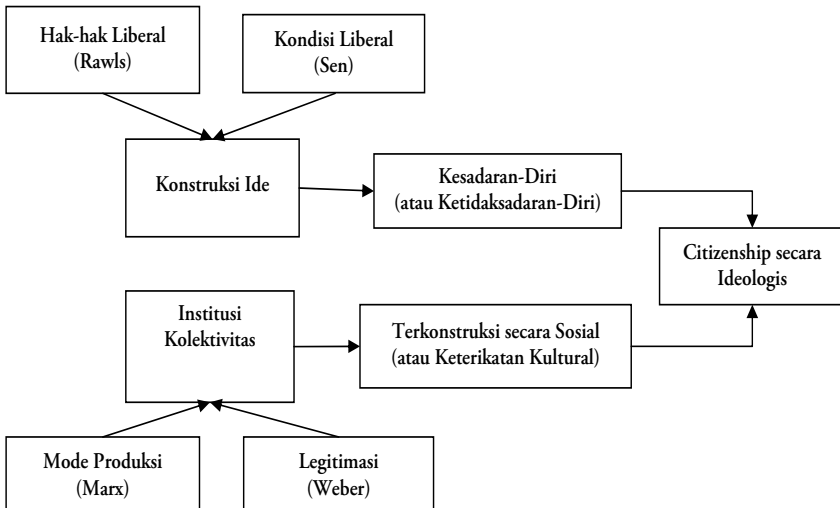 Hak-hak Liberal
(Rawls)
Kondisi Liberal
(Sen)
Konstruksi Ide
Kesadaran-Diri
(atau Ketidaksadaran-Diri)
Citizenship secara
Ideologis
Institusi
Kolektivitas
Terkonstruksi secara Sosial
(atau Keterikatan Kultural)
Mode Produksi
(Marx)
Legitimasi
(Weber)